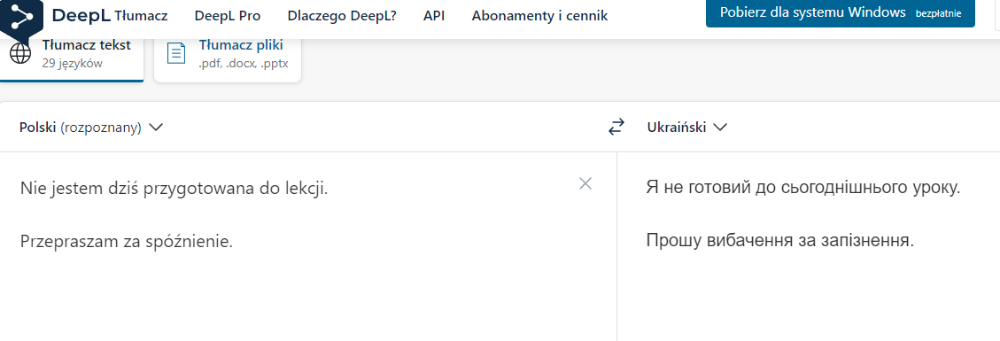 DeepL Tłumacz DeepL Pro Dlaczego DeepL? API Abonamenty i cennik Pobierz dla systemu Windows bezpłatnie
Tłumacz tekst
29 języków
Tłumacz pliki
.pdf, .docx, .pptx
Polski (rozpoznany)
Ukraiński
Nie jestem dziś przygotowana do lekcji.
Przepraszam za spóźnienie.
Я не готовий до сьогоднішнього уроку.
Прошу вибачення за запізнення.